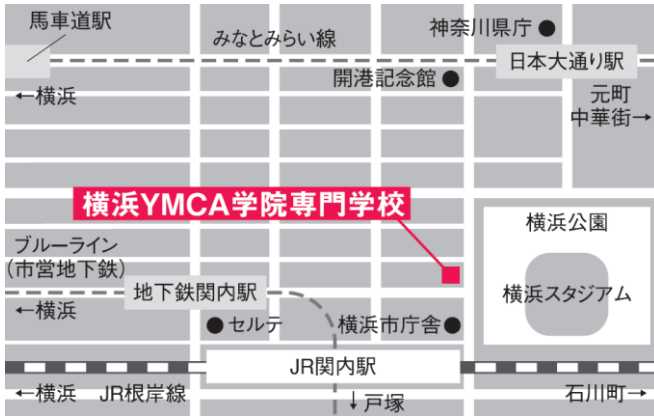 馬車道駅
みなとみらい線
神奈川県庁
日本大通り駅
開港記念館
←横浜
元町
中華街→
横浜YMCA学院専門学校
横浜公園
ブルーライン
(市営地下鉄)
地下鉄関内駅
横浜スタジアム
←横浜
セルテ
横浜市庁舎
JR関内駅
←横浜
JR根岸線
↓戸塚
石川町→